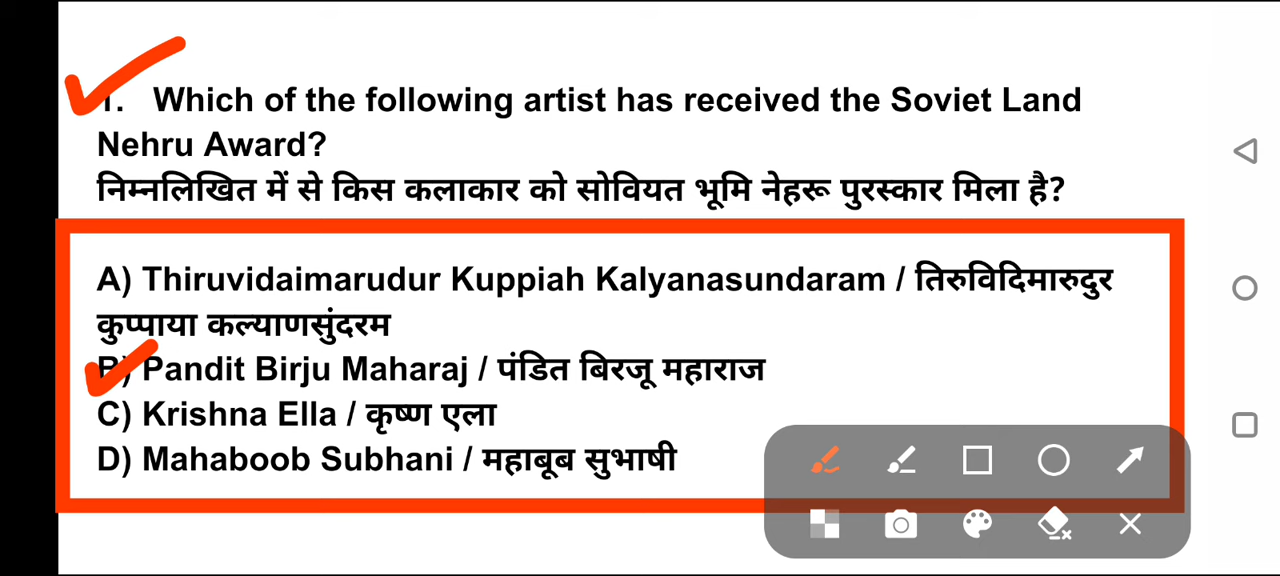 1. Which of the following artist has received the Soviet Land
Nehru Award?
निम्नलिखित में से किस कलाकार को सोवियत भूमि नेहरू पुरस्कार मिला है?
A) Thiruvidaimarudur Kuppiah Kalyanasundaram / तिरुविदिमारुदुर
कुप्पाया कल्याणसुंदरम
B) Pandit Birju Maharaj / पंडित बिरजू महाराज
C) Krishna Ella / कृष्ण एला
D) Mahaboob Subhani / महाबूब सुभाषी